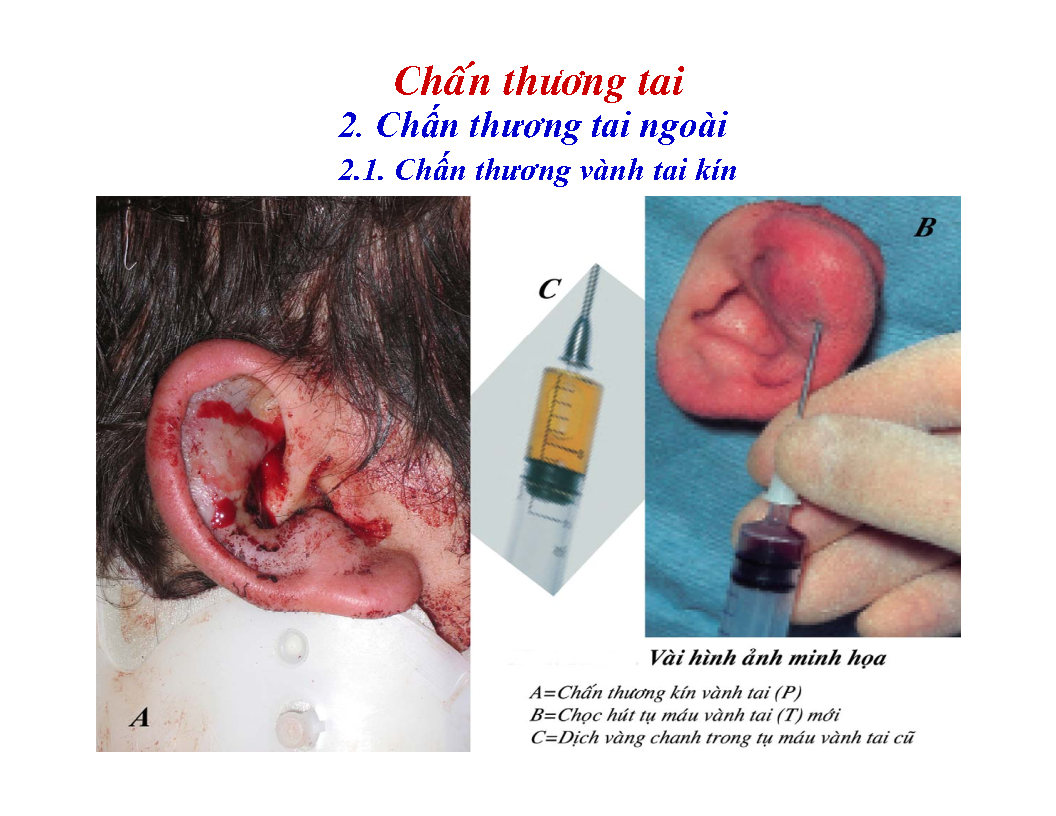 Chấn thương tai
2. Chấn thương tai ngoài
2.1. Chấn thương vành tai kín
B
C
A
Vài hình ảnh minh họa
A=Chấn thương kín vành tai (P)
B=Chọc hút tụ máu vành tai (T) mới
C=Dịch vàng chanh trong tụ máu vành tai cũ